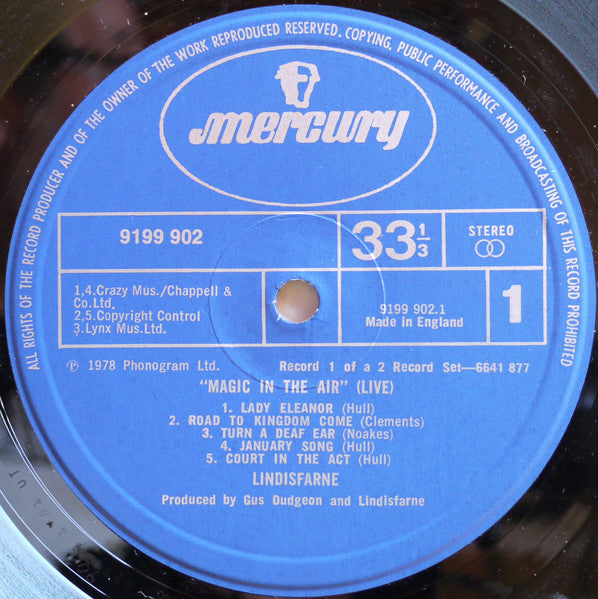 ALL RIGHTS OF THE RECORD PRODUCER AND OF THE OWNER OF THE WORK REPRODUCED RESERVED. COPYING, PUBLIC PERFORMANCE AND BROADCASTING OF THIS RECORD PROHIBITED
mercury
9199 902
33 1/3
STEREO
1,4.Crazy Mus./Chappell &
Co.Ltd.
2,5.Copyright Control
3.Lynx Mus.Ltd.
9199 902.1
Made in England
1
℗ 1978 Phonogram Ltd.
Record 1 of a 2 Record Set—6641 877
“MAGIC IN THE AIR” (LIVE)
1. LADY ELEANOR (Hull)
2. ROAD TO KINGDOM COME (Clements)
3. TURN A DEAF EAR (Noakes)
4. JANUARY SONG (Hull)
5. COURT IN THE ACT (Hull)
LINDISFARNE
Produced by Gus Dudgeon and Lindisfarne